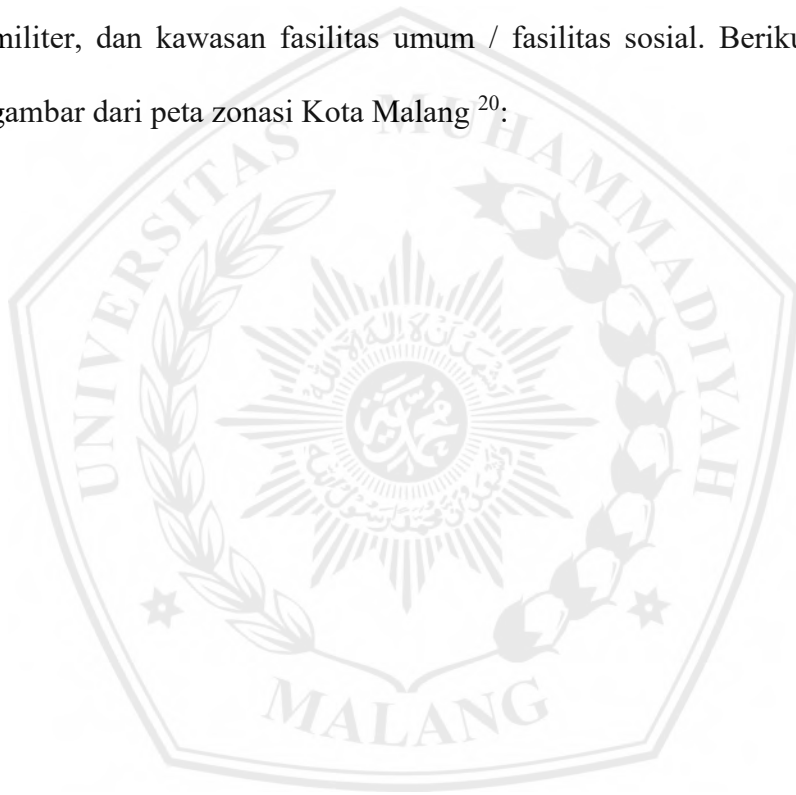 militer, dan kawasan fasilitas umum / fasilitas sosial. Beriku
gambar dari peta zonasi Kota Malang 20:
UNIVERSITAS MUHAMMADIYAH
MALANG